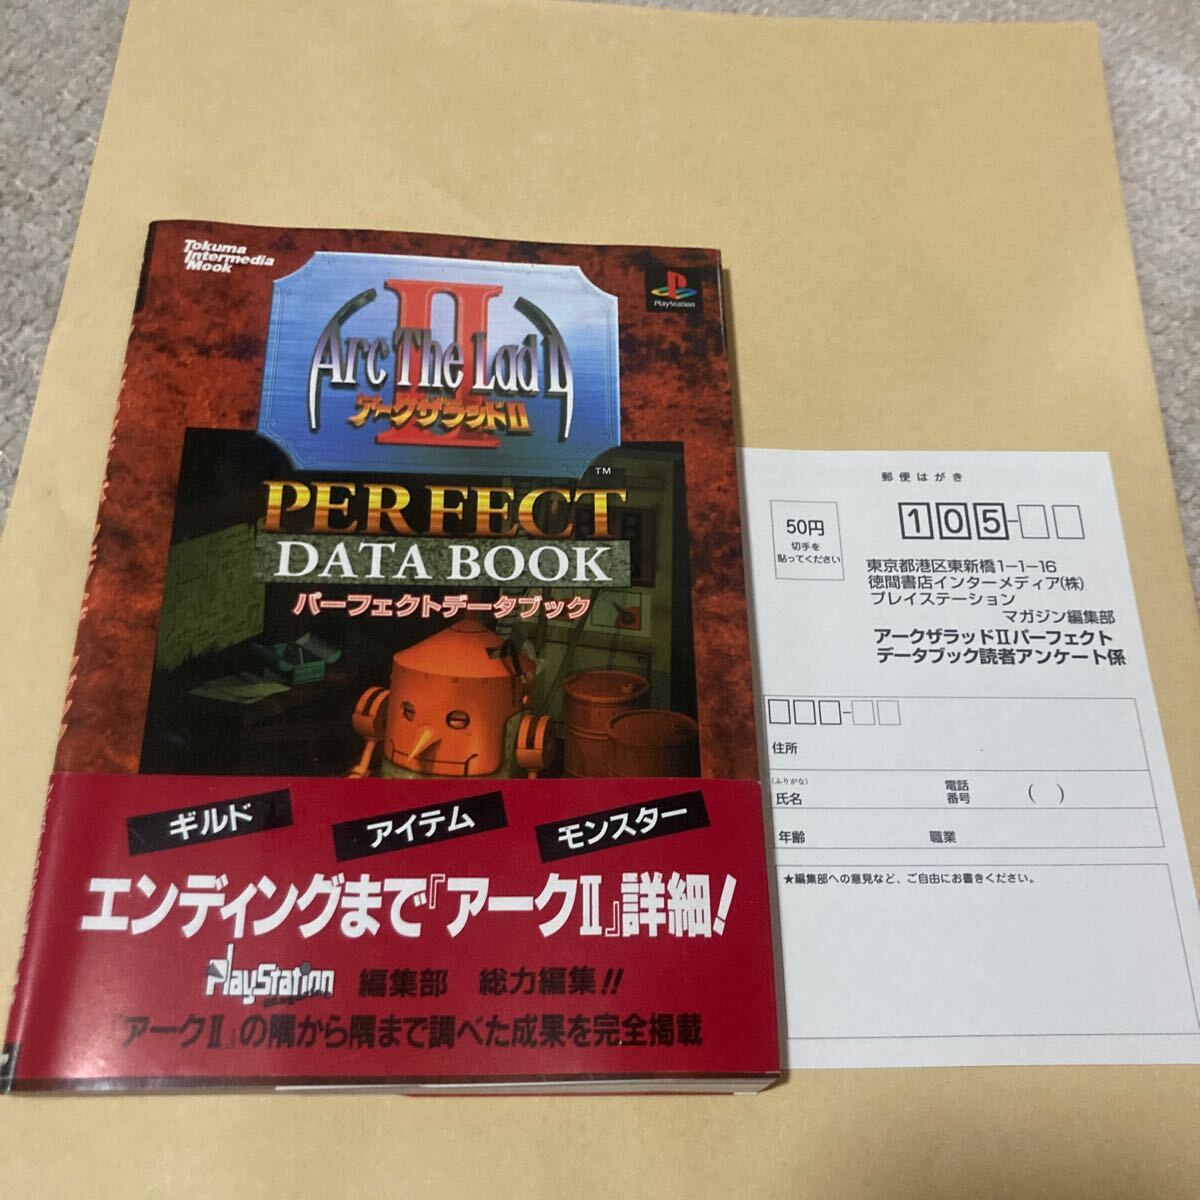 Tokuma
Intermedia
Mook
PlayStation
II
Arc The Lad II
アークザラッドII
™
PERFECT
DATA BOOK
パーフェクトデータブック
ギルド
アイテム
モンスター
エンディングまで『アークⅡ』詳細!
PlayStation
編集部 総力編集!!
『アークⅡ』の隅から隅まで調べた成果を完全掲載
郵便はがき
50円
切手を
貼ってください
105-
東京都港区東新橋1-1-16
徳間書店インターメディア(株)
プレイステーション
マガジン編集部
アークザラッドⅡパーフェクト
データブック読者アンケート係
住所
(ふりがな)
氏名
電話
番号
( )
年齢
職業
★編集部への意見など、ご自由にお書きください。